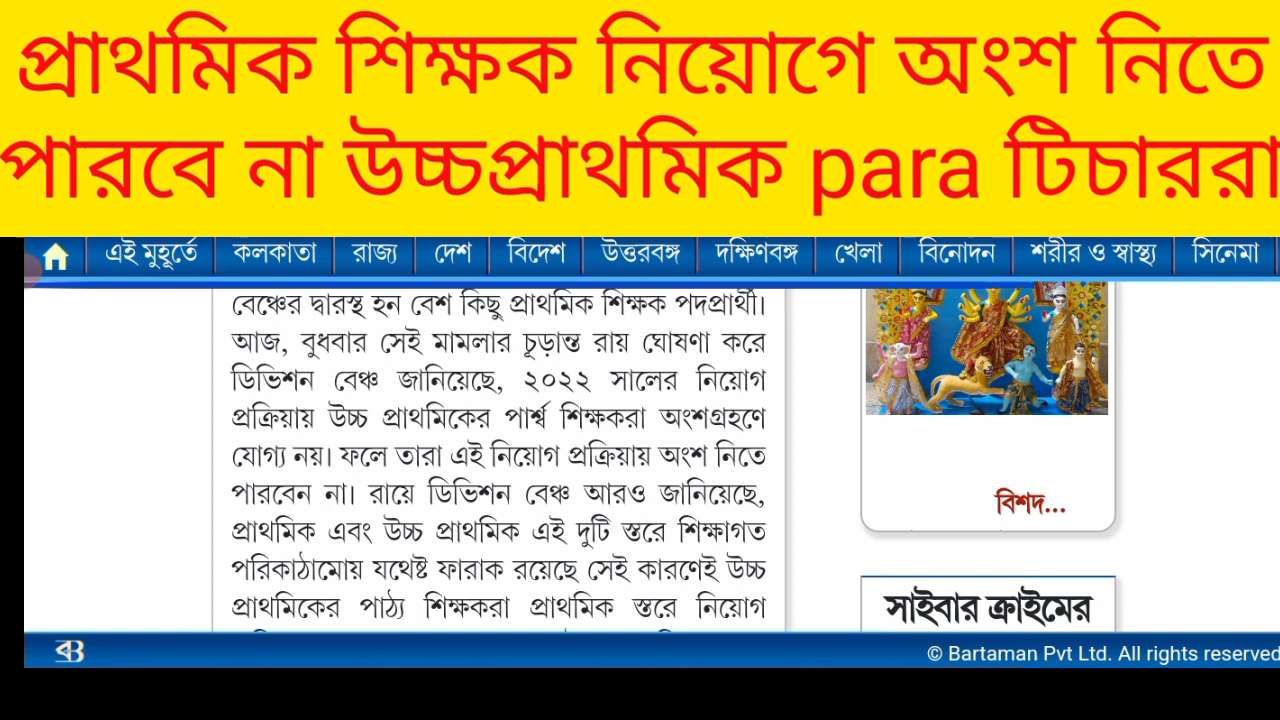 প্রাথমিক শিক্ষক নিয়োগে অংশ নিতে
পারবে না উচ্চপ্রাথমিক para টিচাররা
এই মুহূর্তে কলকাতা রাজ্য দেশ বিদেশ উত্তরবঙ্গ দক্ষিণবঙ্গ খেলা বিনোদন শরীর ও স্বাস্থ্য সিনেমা
বেঞ্চের দ্বারস্থ হন বেশ কিছু প্রাথমিক শিক্ষক পদপ্রার্থী।
আজ, বুধবার সেই মামলার চূড়ান্ত রায় ঘোষণা করে
ডিভিশন বেঞ্চ জানিয়েছে, ২০২২ সালের নিয়োগ
প্রক্রিয়ায় উচ্চ প্রাথমিকের পার্শ্ব শিক্ষকরা অংশগ্রহণে
যোগ্য নয়। ফলে তারা এই নিয়োগ প্রক্রিয়ায় অংশ নিতে
পারবেন না। রায়ে ডিভিশন বেঞ্চ আরও জানিয়েছে,
প্রাথমিক এবং উচ্চ প্রাথমিক এই দুটি স্তরে শিক্ষাগত
পরিকাঠামোয় যথেষ্ট ফারাক রয়েছে সেই কারণেই উচ্চ
প্রাথমিকের পাঠ্য শিক্ষকরা প্রাথমিক স্তরে নিয়োগ
বিশদ...
সাইবার ক্রাইমের
© Bartaman Pvt Ltd. All rights reserved